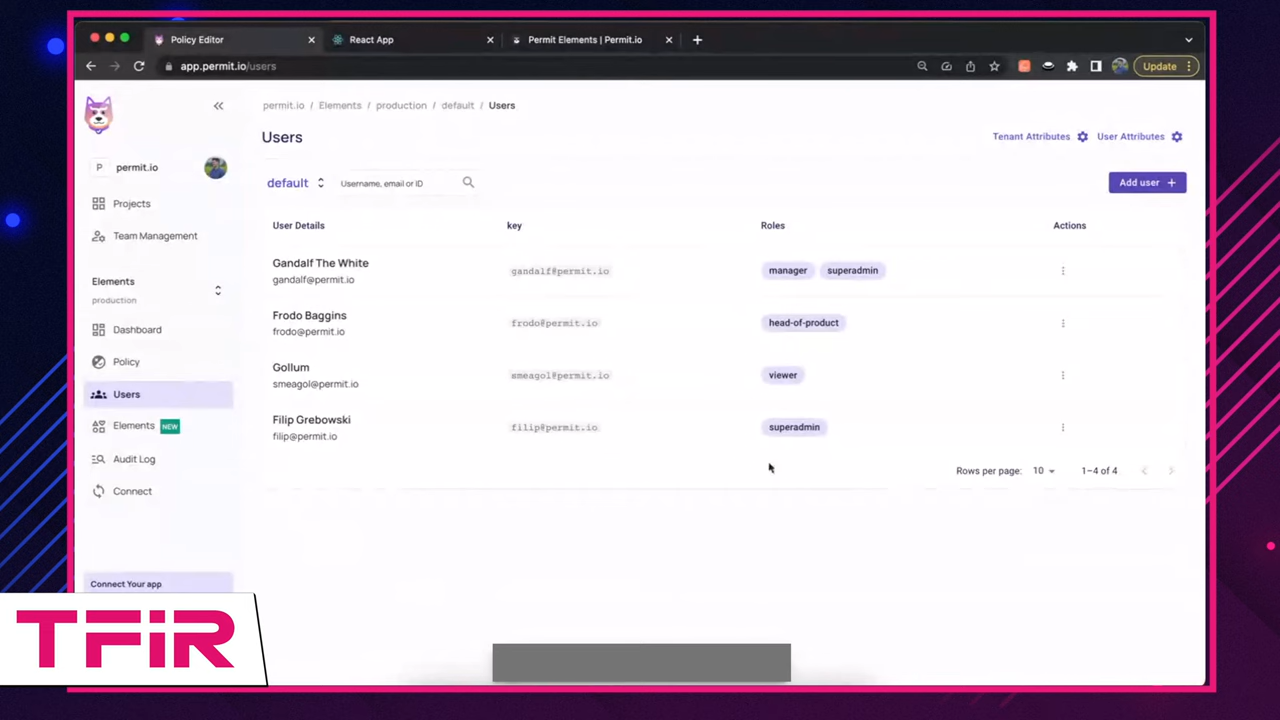 Policy Editor
React App
Permit Elements | Permit.io
app.permit.io/users
Update
permit.io / Elements / production / default / Users
Users
Tenant Attributes
User Attributes
P permit.io
Projects
Team Management
Elements
production
Dashboard
Policy
Users
Elements NEW
Audit Log
Connect
Connect Your app
default
Username, email or ID
Add user +
User Details key Roles Actions
Gandalf The White
gandalf@permit.io
gandalf@permit.io
manager superadmin
Frodo Baggins
frodo@permit.io
frodo@permit.io
head-of-product
Gollum
smeagol@permit.io
smeagol@permit.io
viewer
Filip Grebowski
filip@permit.io
filip@permit.io
superadmin
Rows per page: 10 1–4 of 4
TFiR